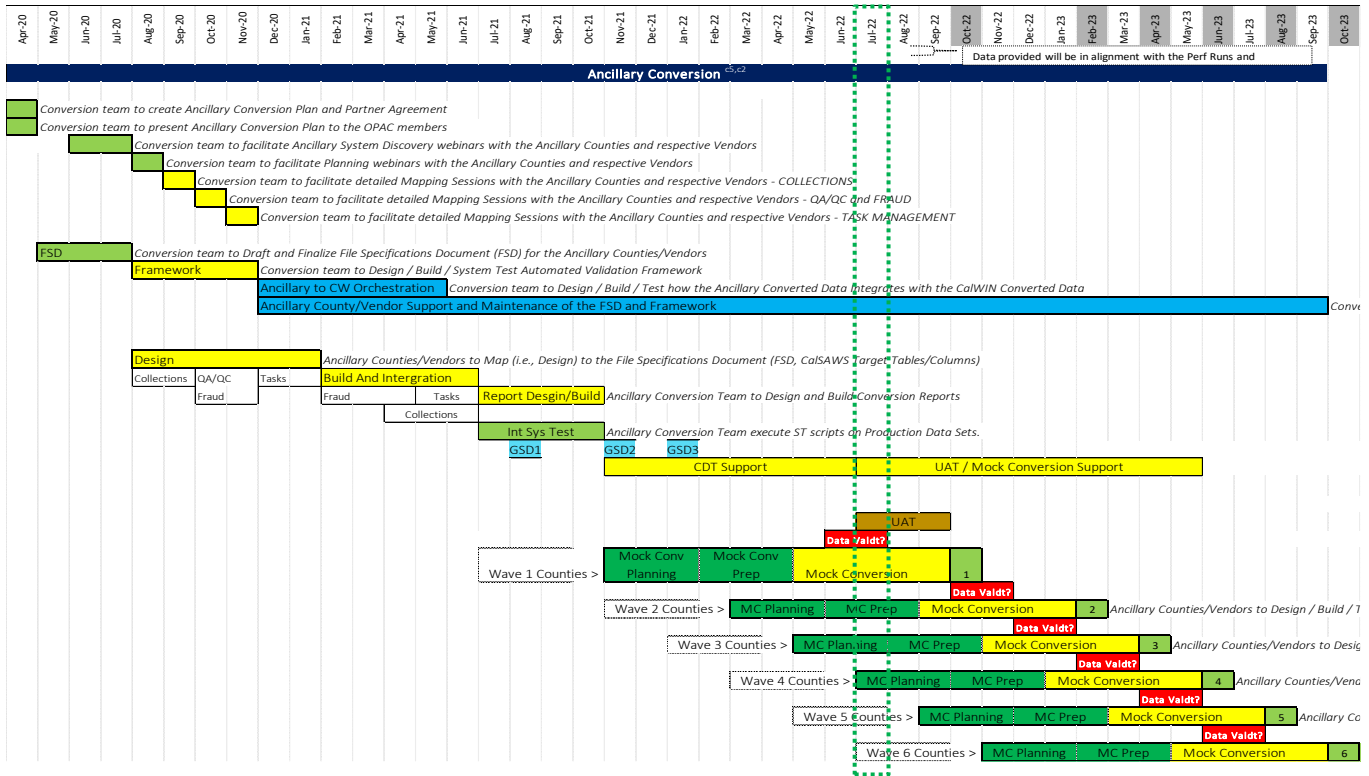 Apr-20 May-20 Jun-20 Jul-20 Aug-20 Sep-20 Oct-20 Nov-20 Dec-20 Jan-21 Feb-21 Mar-21 Apr-21 May-21 Jun-21 Jul-21 Aug-21 Sep-21 Oct-21 Nov-21 Dec-21 Jan-22 Feb-22 Mar-22 Apr-22 May-22 Jun-22 Jul-22 Aug-22 Sep-22 Oct-22 Nov-22 Dec-22 Jan-23 Feb-23 Mar-23 Apr-23 May-23 Jun-23 Jul-23 Aug-23 Sep-23 Oct-23
Data provided will be in alignment with the Perf Runs and
Ancillary Conversion c5,c2
Conversion team to create Ancillary Conversion Plan and Partner Agreement
Conversion team to present Ancillary Conversion Plan to the OPAC members
Conversion team to facilitate Ancillary System Discovery webinars with the Ancillary Counties and respective Vendors
Conversion team to facilitate Planning webinars with the Ancillary Counties and respective Vendors
Conversion team to facilitate detailed Mapping Sessions with the Ancillary Counties and respective Vendors - COLLECTIONS
Conversion team to facilitate detailed Mapping Sessions with the Ancillary Counties and respective Vendors - QA/QC and FRAUD
Conversion team to facilitate detailed Mapping Sessions with the Ancillary Counties and respective Vendors - TASK MANAGEMENT
FSD Conversion team to Draft and Finalize File Specifications Document (FSD) for the Ancillary Counties/Vendors
Framework Conversion team to Design / Build / System Test Automated Validation Framework
Ancillary to CW Orchestration Conversion team to Design / Build / Test how the Ancillary Converted Data Integrates with the CalWIN Converted Data
Ancillary County/Vendor Support and Maintenance of the FSD and Framework Conve
Design Ancillary Counties/Vendors to Map (i.e., Design) to the File Specifications Document (FSD, CalSAWS Target Tables/Columns)
Collections QA/QC Tasks Build And Intergration
Fraud Fraud Tasks Report Desgin/Build Ancillary Conversion Team to Design and Build Conversion Reports
Collections
Int Sys Test Ancillary Conversion Team execute ST scripts on Production Data Sets.
GSD1 GSD2 GSD3
CDT Support UAT / Mock Conversion Support
UAT
Data Valdt?
Mock Conv Mock Conv
Wave 1 Counties > Planning Prep Mock Conversion 1
Data Valdt?
Wave 2 Counties > MC Planning MC Prep Mock Conversion 2 Ancillary Counties/Vendors to Design / Build / T
Data Valdt?
Wave 3 Counties > MC Planning MC Prep Mock Conversion 3 Ancillary Counties/Vendors to Desig
Data Valdt?
Wave 4 Counties > MC Planning MC Prep Mock Conversion 4 Ancillary Counties/Vend
Data Valdt?
Wave 5 Counties > MC Planning MC Prep Mock Conversion 5 Ancillary Co
Data Valdt?
Wave 6 Counties > MC Planning MC Prep Mock Conversion 6